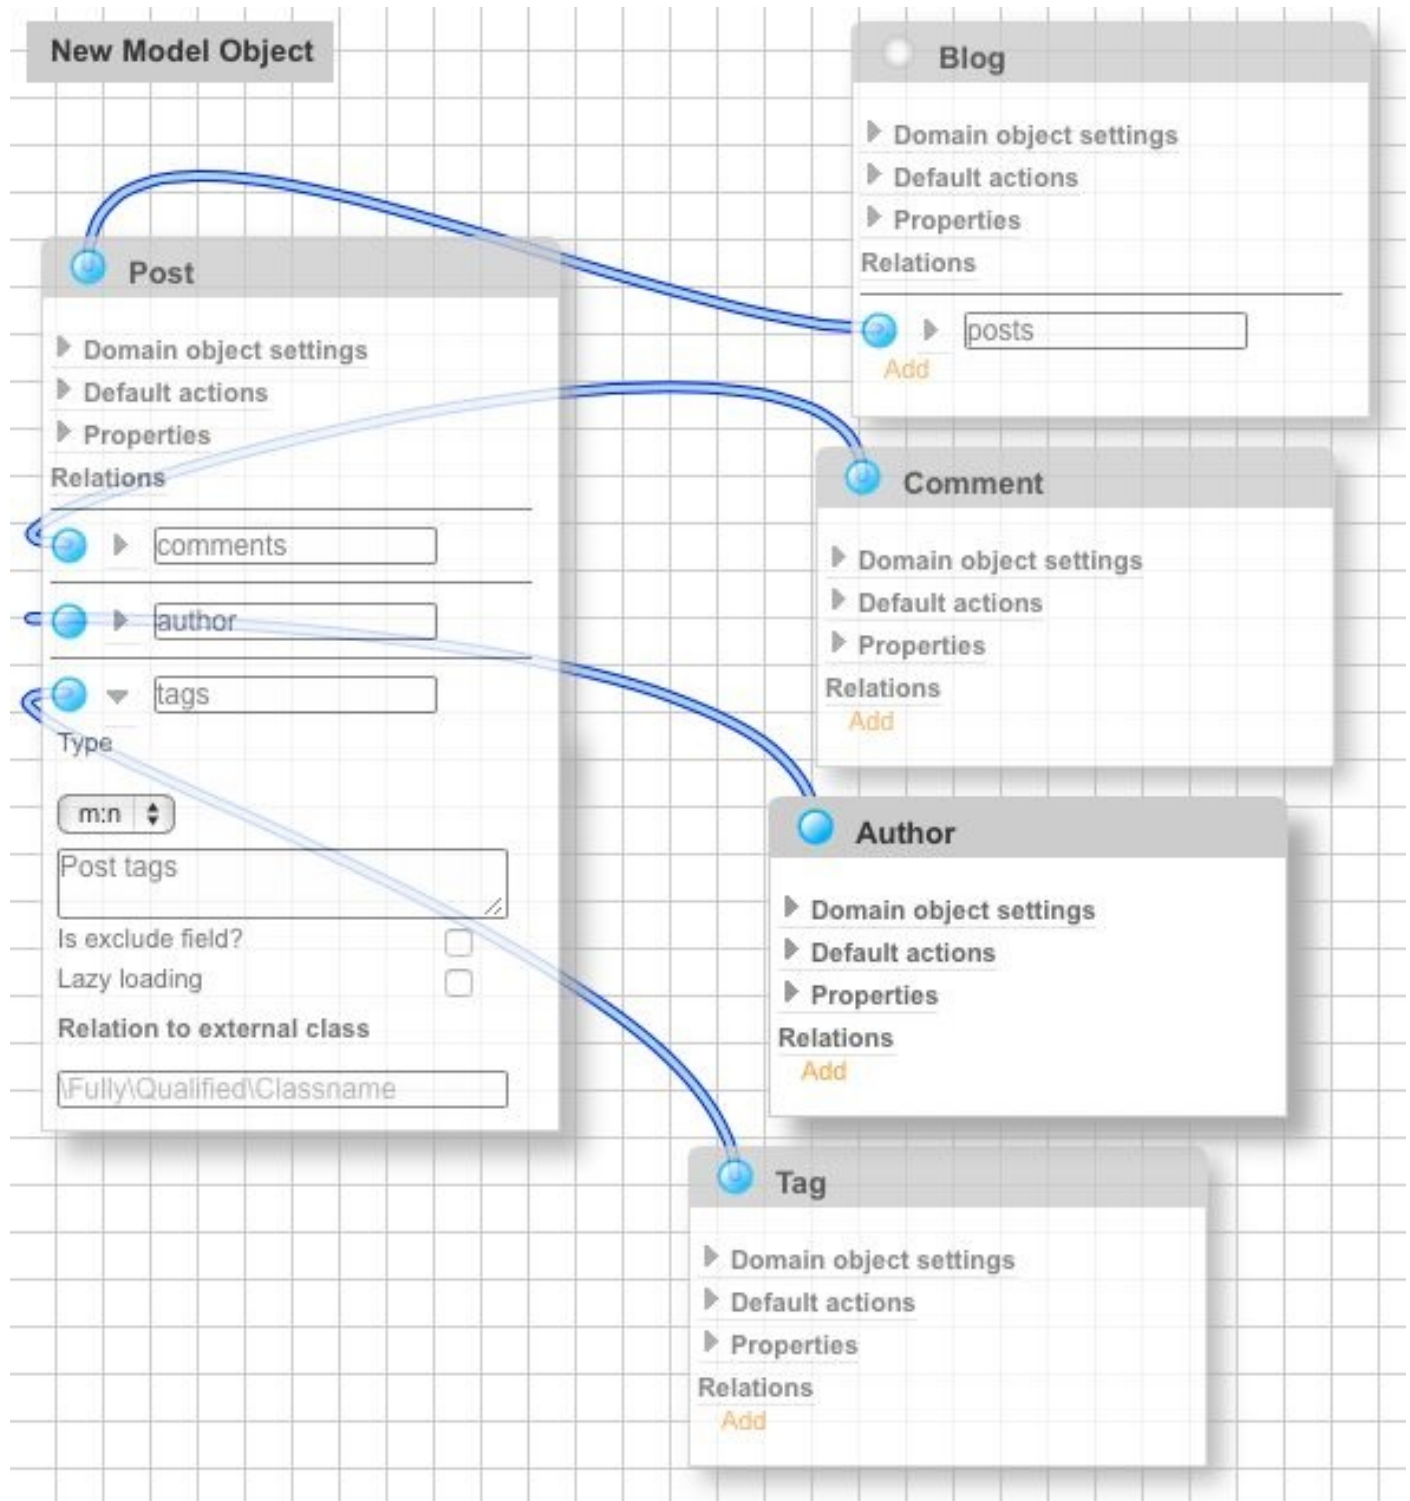 New Model Object
Blog
Domain object settings
Default actions
Properties
Relations
posts
Add
Post
Domain object settings
Default actions
Properties
Relations
comments
author
tags
Type
m:n
Post tags
Is exclude field?
Lazy loading
Relation to external class
\Fully\Qualified\Classname
Comment
Domain object settings
Default actions
Properties
Relations
Add
Author
Domain object settings
Default actions
Properties
Relations
Add
Tag
Domain object settings
Default actions
Properties
Relations
Add